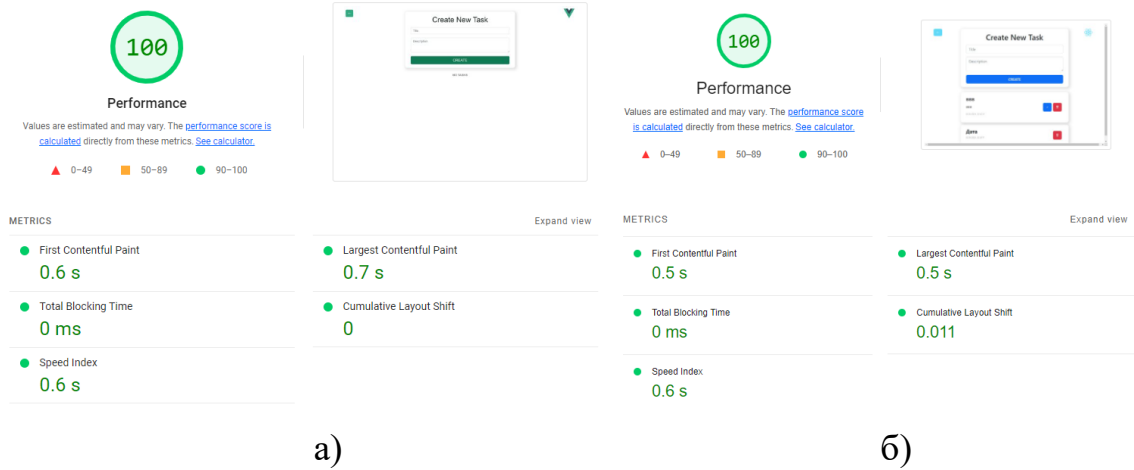 100
Performance
Values are estimated and may vary. The performance score is
calculated directly from these metrics. See calculator.
0–49
50–89
90–100
Create New Task
Title
Description
CREATE
METRICS
Expand view
First Contentful Paint
0.6 s
Largest Contentful Paint
0.7 s
Total Blocking Time
0 ms
Cumulative Layout Shift
0
Speed Index
0.6 s
а)
100
Performance
Values are estimated and may vary. The performance score
is calculated directly from these metrics. See calculator.
0–49
50–89
90–100
Create New Task
Title
Description...
CREATE
Дата
METRICS
Expand view
First Contentful Paint
0.5 s
Largest Contentful Paint
0.5 s
Total Blocking Time
0 ms
Cumulative Layout Shift
0.011
Speed Index
0.6 s
б)